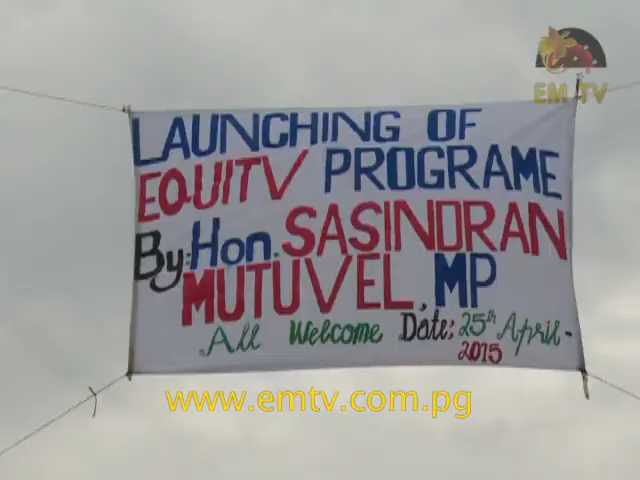 EM TV
LAUNCHING OF
EQUITV PROGRAME
By: Hon. SASINDRAN
MUTUVEL, MP
All Welcome Date: 25th April-
2015
www.emtv.com.pg